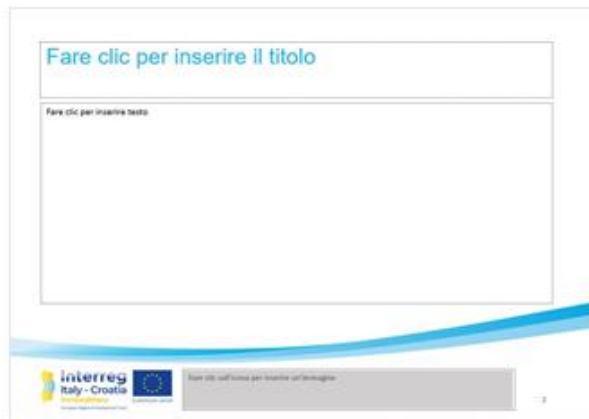 Fare clic per inserire il titolo
Fare clic per inserire testo
Interreg
Italy - Croatia
Fare clic sull'icona per inserire un'immagine
2